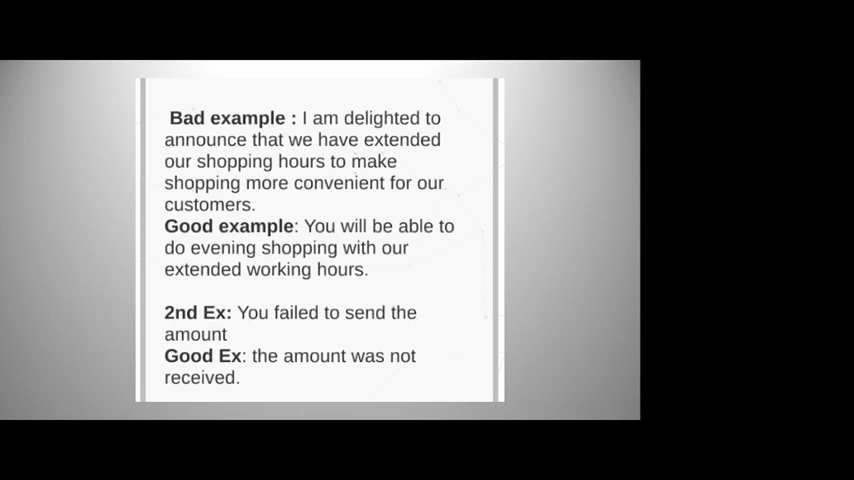 Bad example : I am delighted to
announce that we have extended
our shopping hours to make
shopping more convenient for our
customers.
Good example: You will be able to
do evening shopping with our
extended working hours.
2nd Ex: You failed to send the
amount
Good Ex: the amount was not
received.